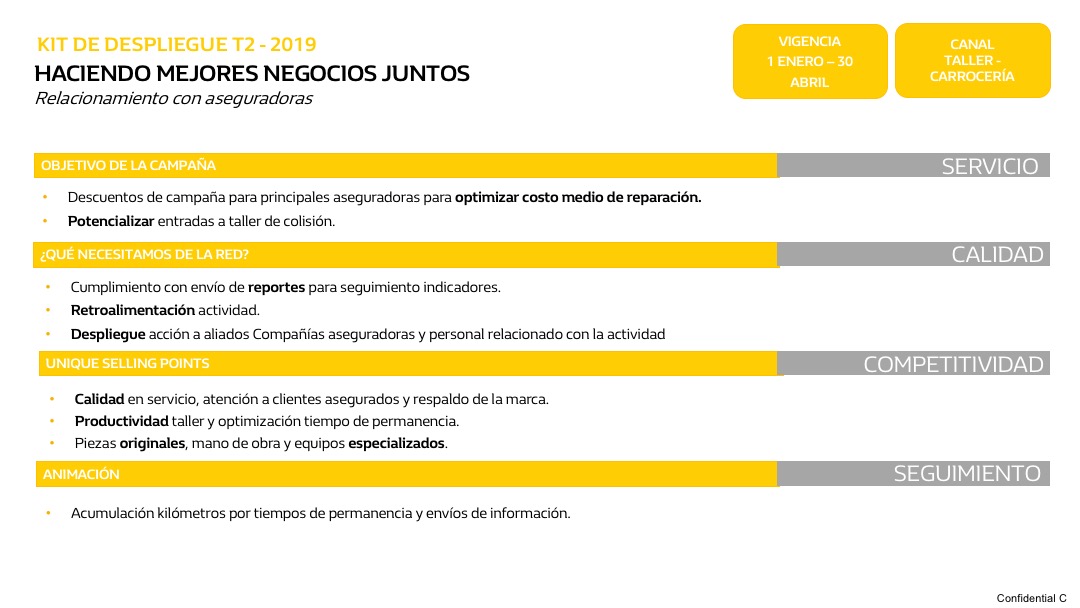 KIT DE DESPLIEGUE T2 - 2019
HACIENDO MEJORES NEGOCIOS JUNTOS
Relacionamiento con aseguradoras
VIGENCIA
1 ENERO – 30
ABRIL
CANAL
TALLER -
CARROCERÍA
OBJETIVO DE LA CAMPAÑA
SERVICIO
• Descuentos de campaña para principales aseguradoras para optimizar costo medio de reparación.
• Potencializar entradas a taller de colisión.
¿QUÉ NECESITAMOS DE LA RED?
CALIDAD
• Cumplimiento con envío de reportes para seguimiento indicadores.
• Retroalimentación actividad.
• Despliegue acción a aliados Compañías aseguradoras y personal relacionado con la actividad
UNIQUE SELLING POINTS
COMPETITIVIDAD
• Calidad en servicio, atención a clientes asegurados y respaldo de la marca.
• Productividad taller y optimización tiempo de permanencia.
• Piezas originales, mano de obra y equipos especializados.
ANIMACIÓN
SEGUIMIENTO
• Acumulación kilómetros por tiempos de permanencia y envíos de información.
Confidential C